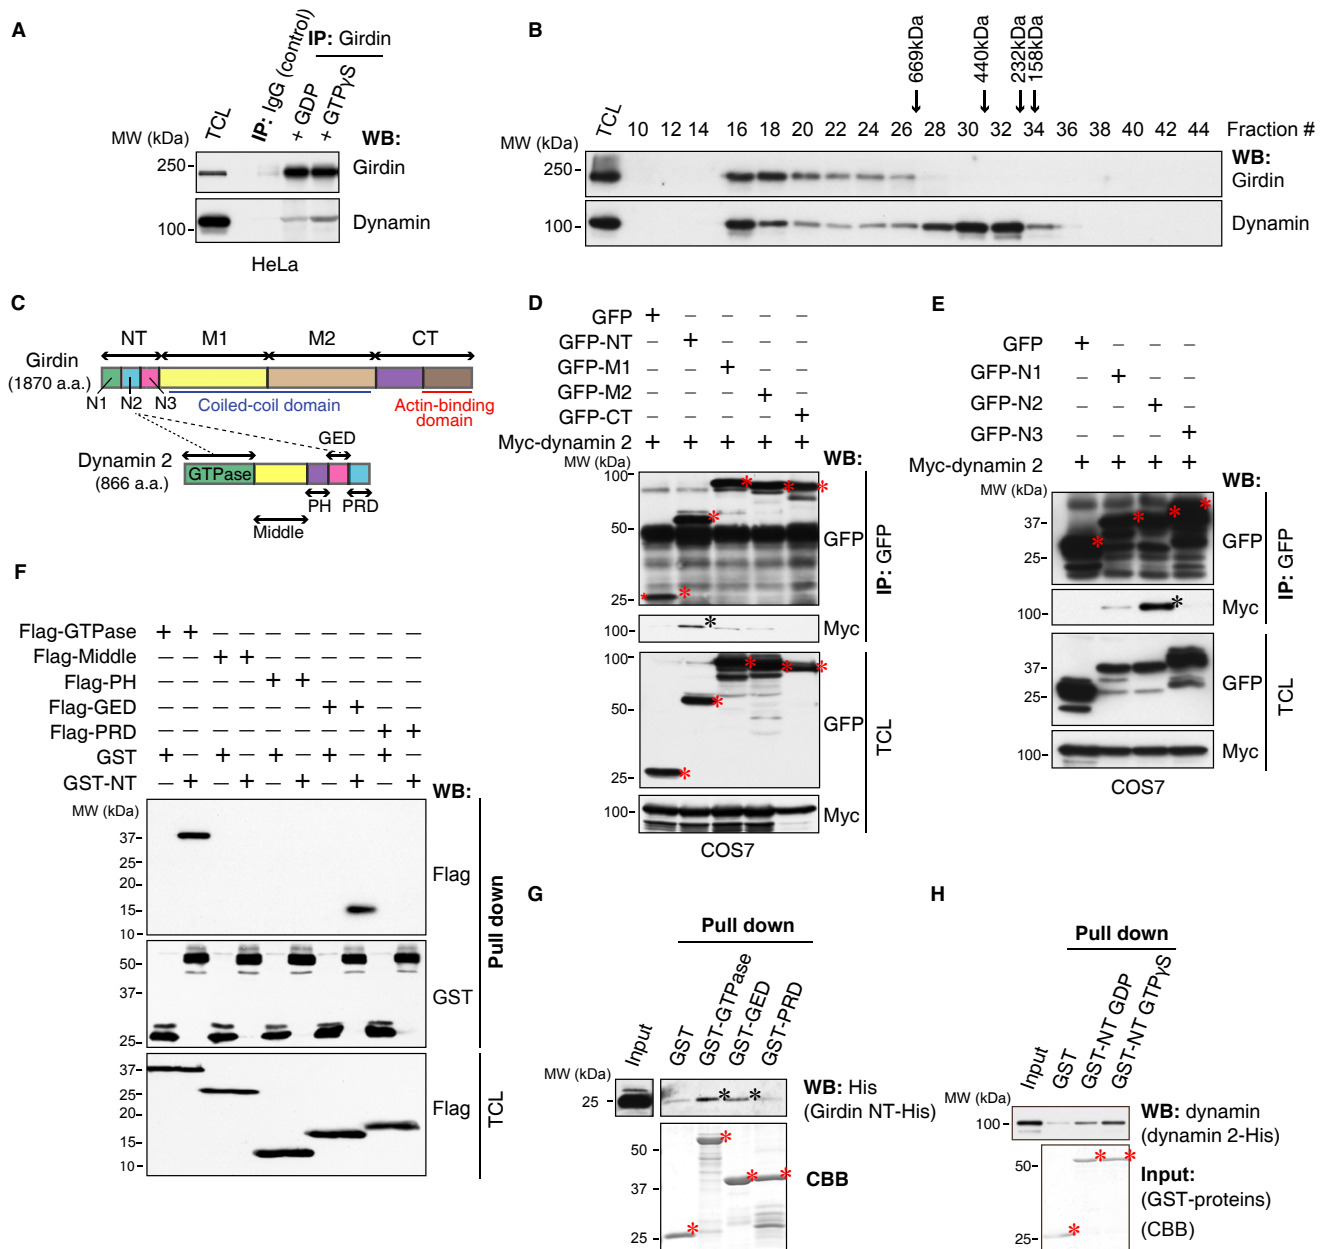 A
IP: Girdin
TCL
IP: IgG (control)
+ GDP
+ GTPγS
MW (kDa)
WB:
250
Girdin
100
Dynamin
HeLa
B
669kDa
440kDa
232kDa
158kDa
TCL
10 12 14 16 18 20 22 24 26 28 30 32 34 36 38 40 42 44 Fraction #
MW (kDa)
WB:
250
Girdin
100
Dynamin
C
NT M1 M2 CT
Girdin
(1870 a.a.)
N1 N2 N3
Coiled-coil domain
Actin-binding
domain
GED
Dynamin 2
(866 a.a.)
GTPase
PH PRD
Middle
D
GFP + – – – –
GFP-NT – + – – –
GFP-M1 – – + – –
GFP-M2 – – – + –
GFP-CT – – – – +
Myc-dynamin 2 + + + + +
MW (kDa)
WB:
100
50
25
GFP
100
Myc
IP: GFP
100
50
25
GFP
100
Myc
TCL
COS7
E
GFP + – – –
GFP-N1 – + – –
GFP-N2 – – + –
GFP-N3 – – – +
Myc-dynamin 2 + + + +
MW (kDa)
WB:
37
25
GFP
100
Myc
IP: GFP
37
25
GFP
100
Myc
TCL
COS7
F
Flag-GTPase + + – – – – – – – –
Flag-Middle – – + + – – – – – –
Flag-PH – – – – + + – – – –
Flag-GED – – – – – – + + – –
Flag-PRD – – – – – – – – + +
GST + – + – + – + – + –
GST-NT – + – + – + – + – +
WB:
MW (kDa)
37
25
20
15
10
Flag
50
37
25
GST
Pull down
37
25
20
15
10
Flag
TCL
G
Pull down
Input
GST
GST-GTPase
GST-GED
GST-PRD
MW (kDa)
25
WB: His
(Girdin NT-His)
50
37
25
CBB
H
Pull down
Input
GST
GST-NT GDP
GST-NT GTPγS
MW (kDa)
100
WB: dynamin
(dynamin 2-His)
50
25
Input:
(GST-proteins)
(CBB)